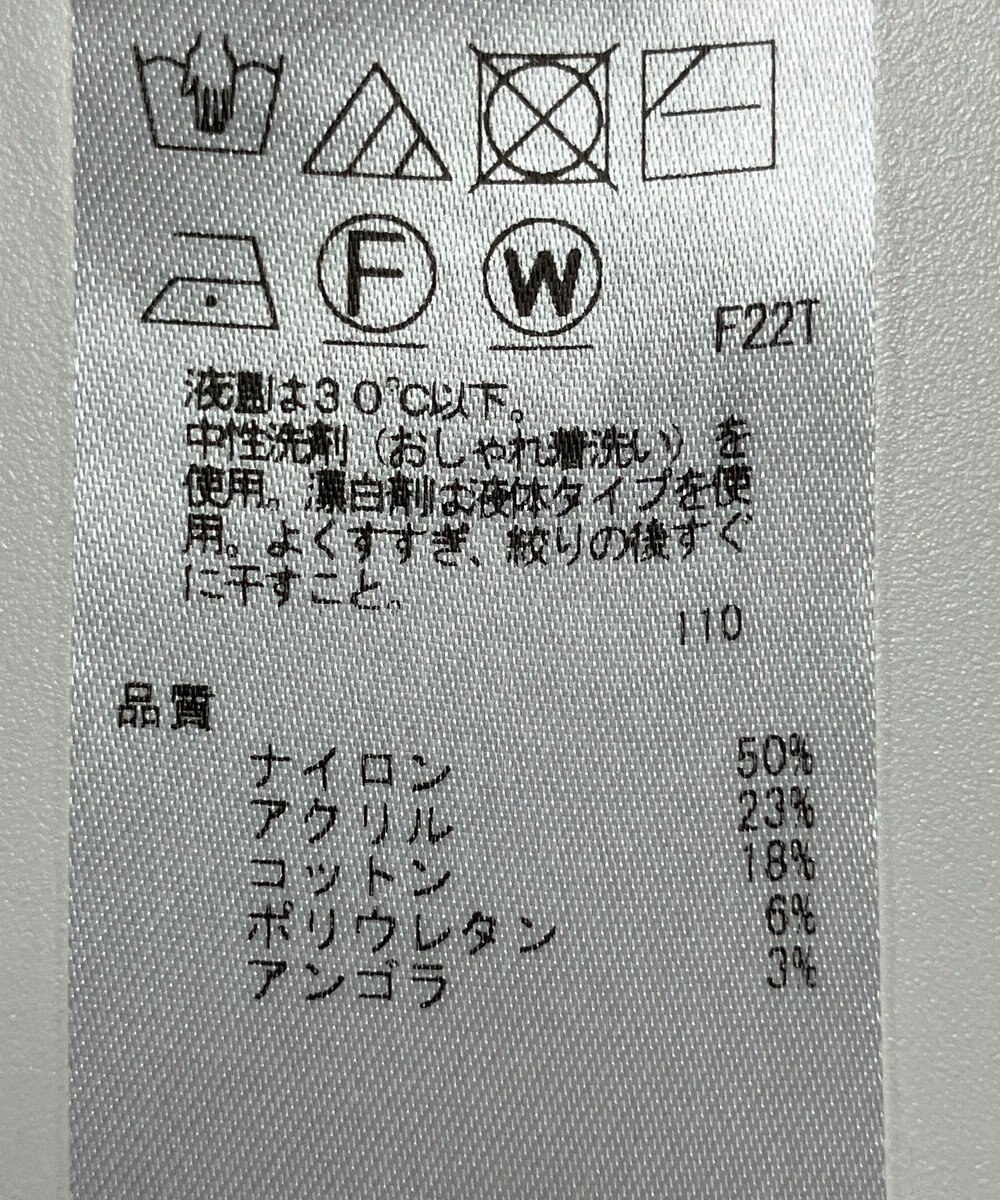 F W
F22T
液温は30℃以下。
中性洗剤（おしゃれ着洗い）を
使用。漂白剤は液体タイプを使
用。よくすすぎ、絞りの後すぐ
に干すこと。
110
品質
ナイロン 50%
アクリル 23%
コットン 18%
ポリウレタン 6%
アンゴラ 3%